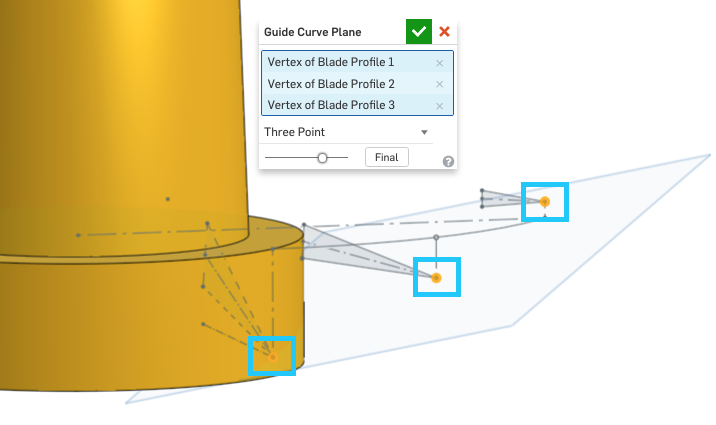 Guide Curve Plane
Vertex of Blade Profile 1
Vertex of Blade Profile 2
Vertex of Blade Profile 3
Three Point
Final
?